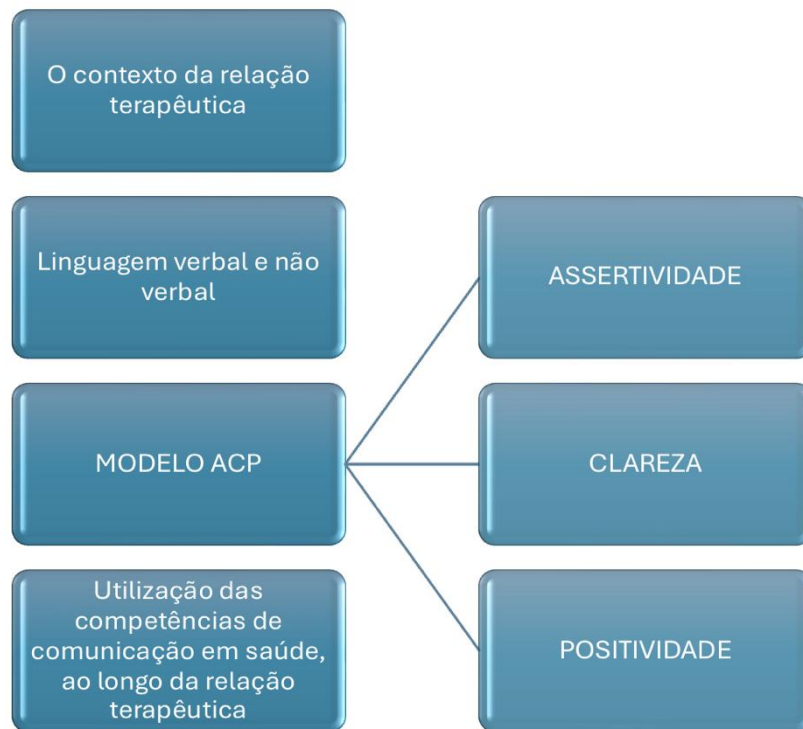 O contexto da relação
terapêutica
Linguagem verbal e não
verbal
MODELO ACP
Utilização das
competências de
comunicação em saúde,
ao longo da relação
terapêutica
ASSERTIVIDADE
CLAREZA
POSITIVIDADE